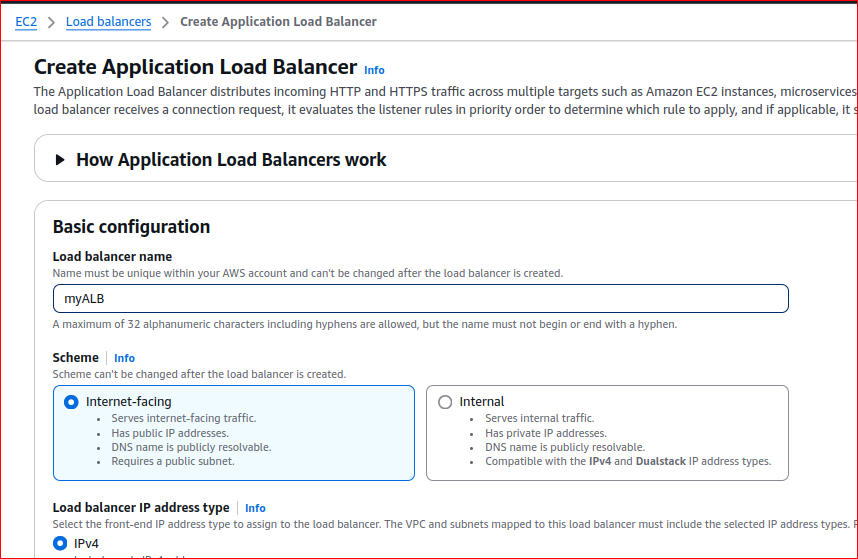 EC2 > Load balancers > Create Application Load Balancer
Create Application Load Balancer Info
The Application Load Balancer distributes incoming HTTP and HTTPS traffic across multiple targets such as Amazon EC2 instances, microservices
load balancer receives a connection request, it evaluates the listener rules in priority order to determine which rule to apply, and if applicable, it s
How Application Load Balancers work
Basic configuration
Load balancer name
Name must be unique within your AWS account and can't be changed after the load balancer is created.
myALB
A maximum of 32 alphanumeric characters including hyphens are allowed, but the name must not begin or end with a hyphen.
Scheme Info
Scheme can't be changed after the load balancer is created.
Internet-facing
• Serves internet-facing traffic.
• Has public IP addresses.
• DNS name is publicly resolvable.
• Requires a public subnet.
Internal
• Serves internal traffic.
• Has private IP addresses.
• DNS name is publicly resolvable.
• Compatible with the IPv4 and Dualstack IP address types.
Load balancer IP address type Info
Select the front-end IP address type to assign to the load balancer. The VPC and subnets mapped to this load balancer must include the selected IP address types.
IPv4